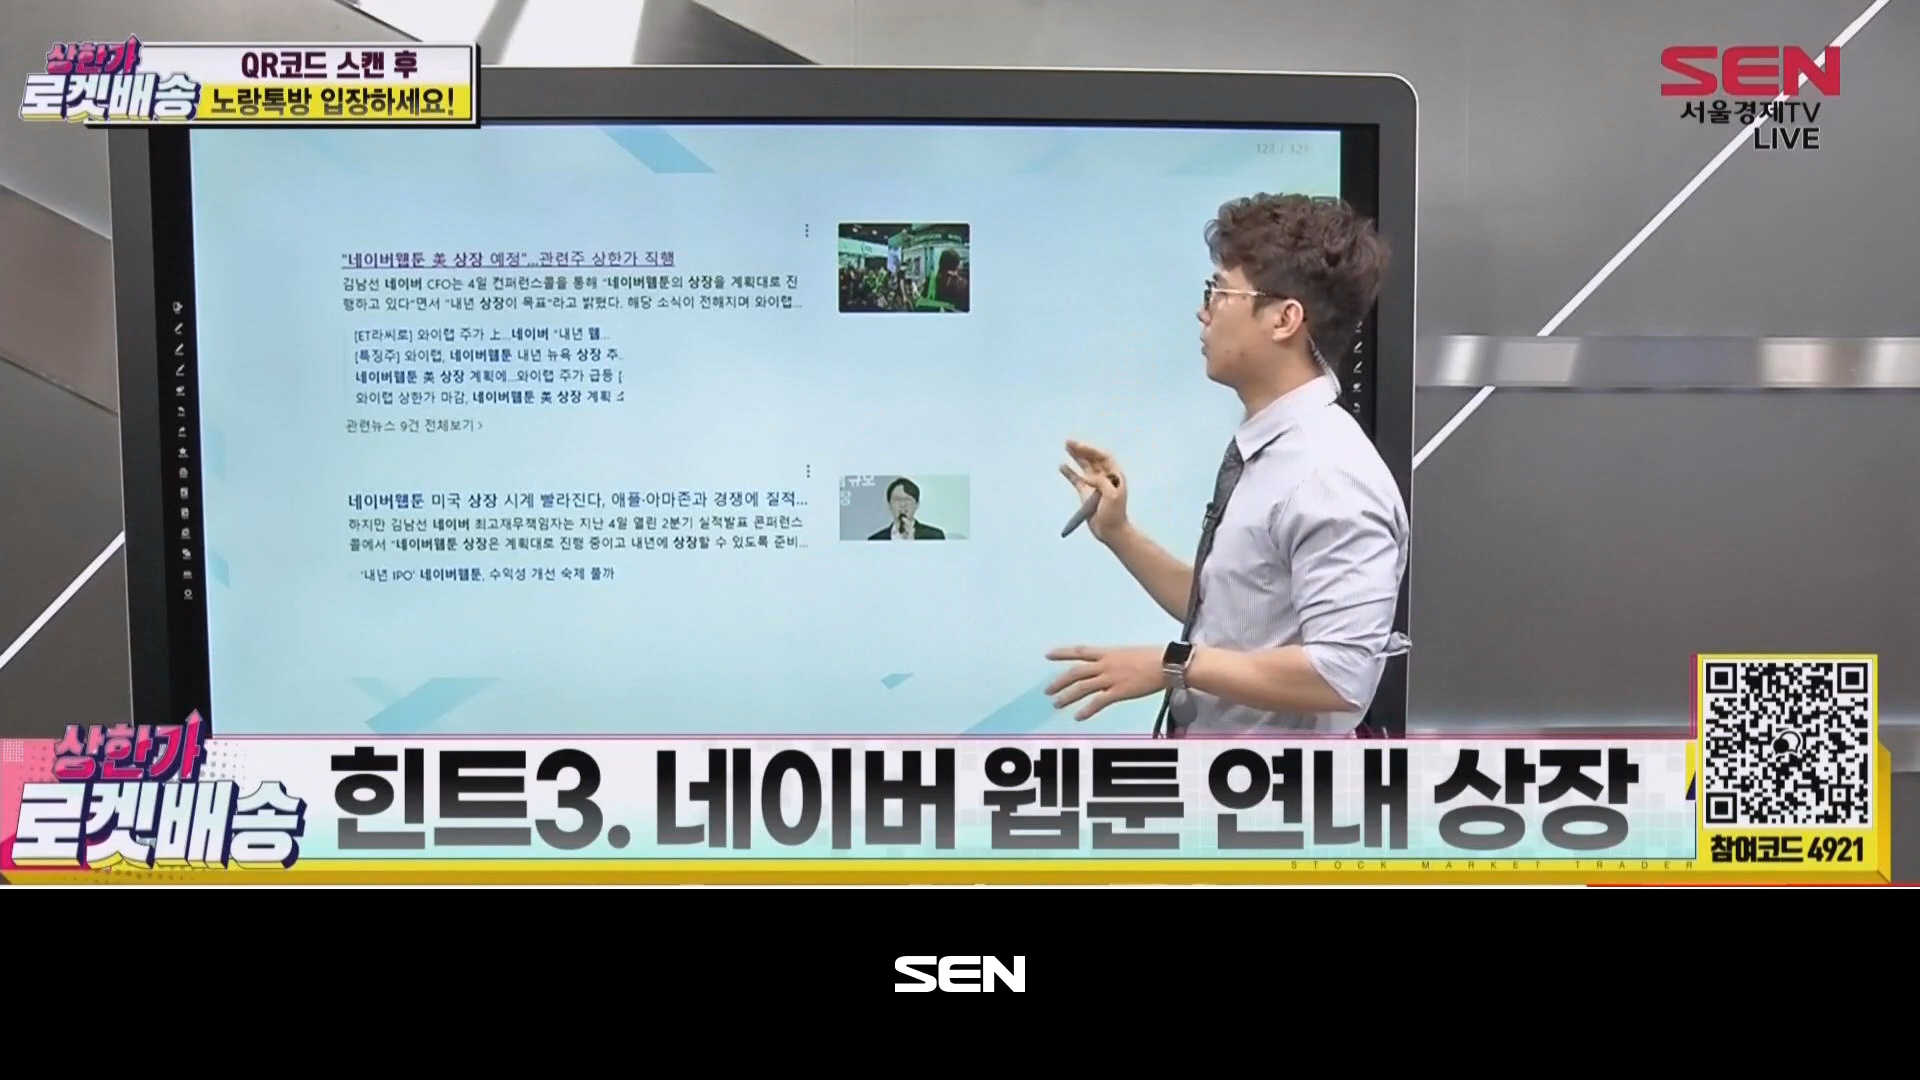 상한가
로켓배송
QR코드 스캔 후
노랑톡방 입장하세요!
SEN
서울경제TV
LIVE
123 / 129
"네이버웹툰 美 상장 예정"...관련주 상한가 직행
김남선 네이버 CFO는 4일 컨퍼런스콜을 통해 "네이버웹툰의 상장을 계획대로 진
행하고 있다"면서 "내년 상장이 목표"라고 밝혔다. 해당 소식이 전해지며 와이랩...
[ET라씨로] 와이랩 주가 上...네이버 "내년 웹...
[특징주] 와이랩, 네이버웹툰 내년 뉴욕 상장 추..
네이버웹툰 美 상장 계획에...와이랩 주가 급등 [
와이랩 상한가 마감, 네이버웹툰 美 상장 계획
관련뉴스 9건 전체보기 >
네이버웹툰 미국 상장 시계 빨라진다, 애플·아마존과 경쟁에 질적...
하지만 김남선 네이버 최고재무책임자는 지난 4일 열린 2분기 실적발표 콘퍼런스
콜에서 "네이버웹툰 상장은 계획대로 진행 중이고 내년에 상장할 수 있도록 준비...
'내년 IPO' 네이버웹툰, 수익성 개선 숙제 풀까
상한가
로켓배송
힌트3. 네이버 웹툰 연내 상장
STOCK MARKET TRADER
참여코드 4921
SEN